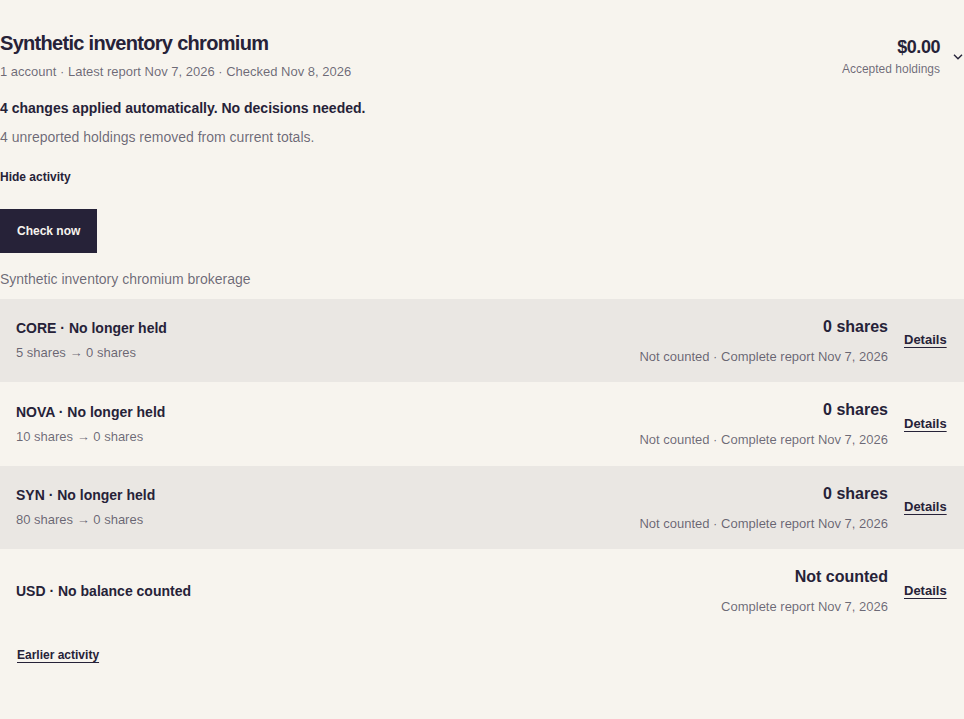 Synthetic inventory chromium
$0.00
1 account · Latest report Nov 7, 2026 · Checked Nov 8, 2026
Accepted holdings
4 changes applied automatically. No decisions needed.
4 unreported holdings removed from current totals.
Hide activity
Check now
Synthetic inventory chromium brokerage
CORE · No longer held
0 shares
Details
5 shares → 0 shares
Not counted · Complete report Nov 7, 2026
NOVA · No longer held
0 shares
Details
10 shares → 0 shares
Not counted · Complete report Nov 7, 2026
SYN · No longer held
0 shares
Details
80 shares → 0 shares
Not counted · Complete report Nov 7, 2026
USD · No balance counted
Not counted
Details
Complete report Nov 7, 2026
Earlier activity